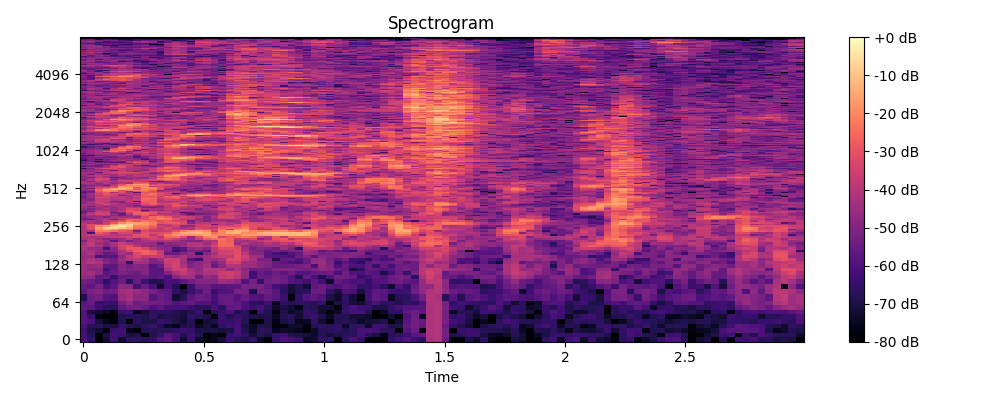 Spectrogram
+0 dB
4096
-10 dB
2048
-20 dB
1024
-30 dB
Hz
512
-40 dB
256
-50 dB
128
-60 dB
64
-70 dB
0
-80 dB
0 0.5 1 1.5 2 2.5
Time